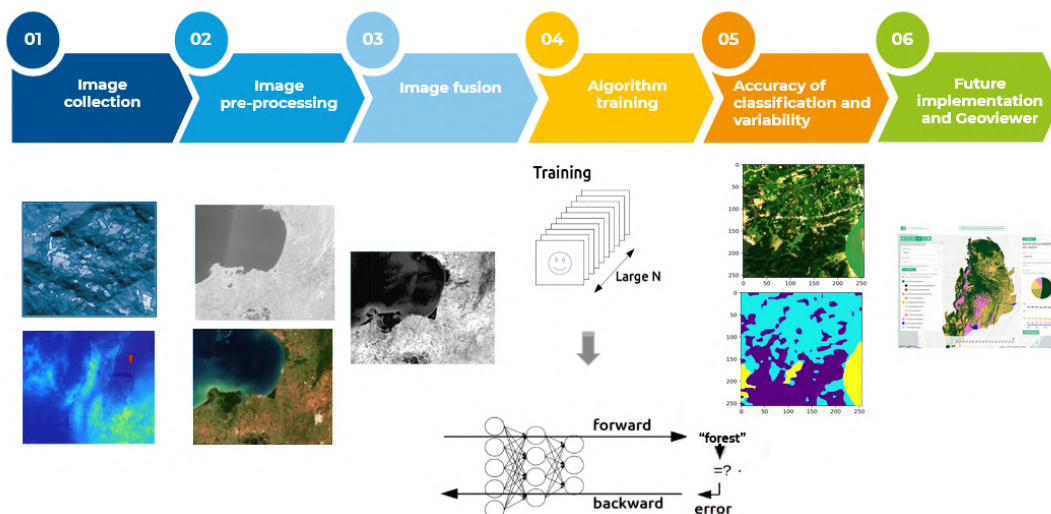 01
Image
collection
02
Image
pre-processing
03
Image fusion
04
Algorithm
training
05
Accuracy of
classification and
variability
06
Future
implementation
and Geoviewer
Training
Large N
forward
"forest"
=?
backward
error
0
50
100
150
200
250
0 50 100 150 200 250
0
50
100
150
200
250
0 50 100 150 200 250